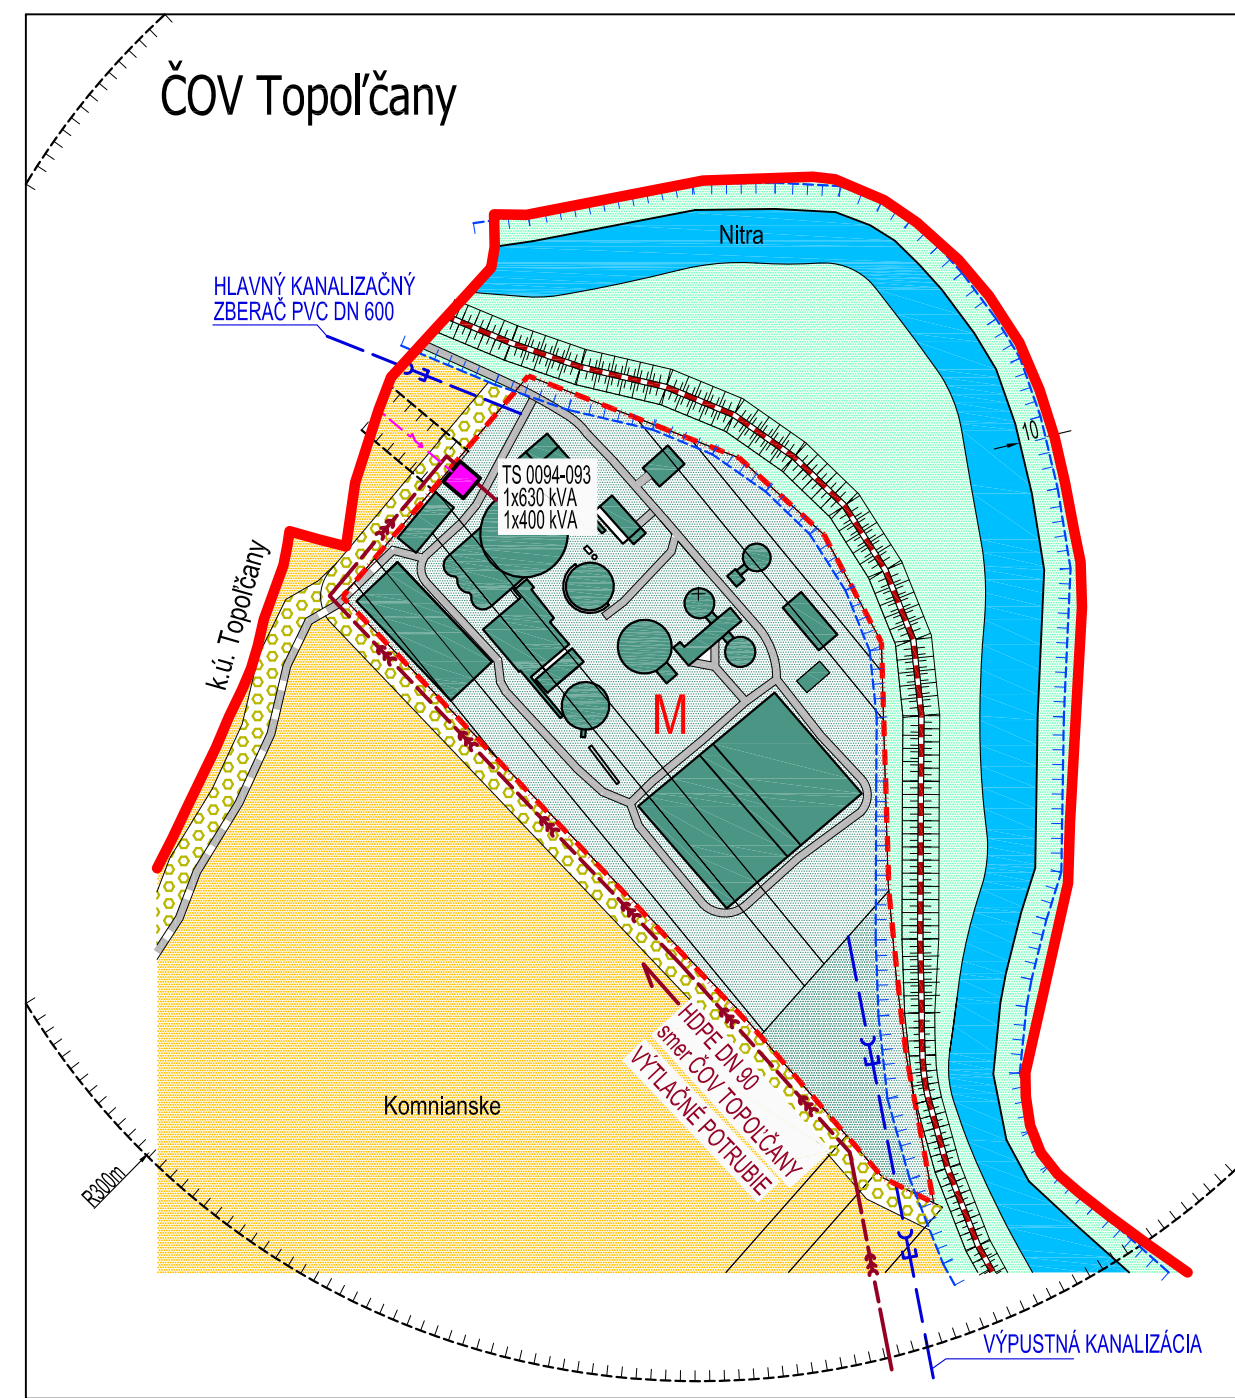 ČOV Topoľčany
Nitra
HLAVNÝ KANALIZAČNÝ
ZBERAČ PVC DN 600
10
TS 0094-093
1x630 kVA
1x400 kVA
k.ú. Topoľčany
M
HDPE DN 90
smer ČOV TOPOĽČANY
VÝTLAČNÉ POTRUBIE
Komnianske
R300m
VÝPUSTNÁ KANALIZÁCIA